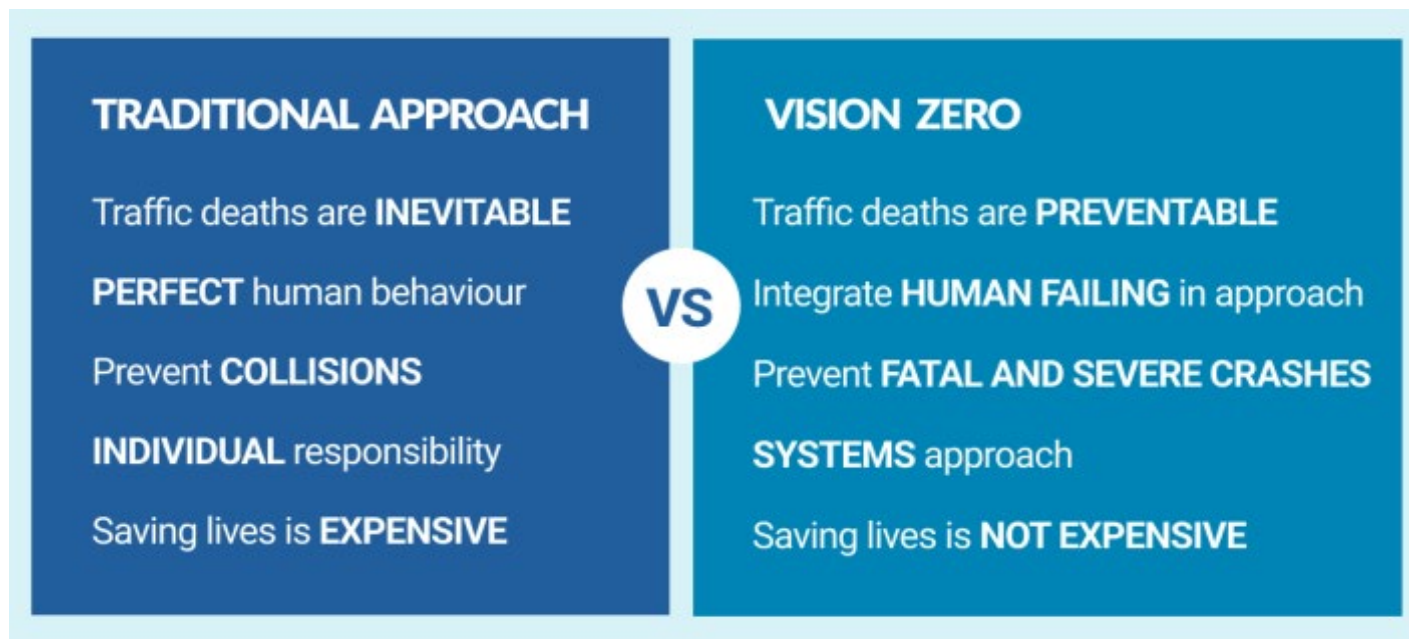 TRADITIONAL APPROACH
Traffic deaths are INEVITABLE
PERFECT human behaviour
Prevent COLLISIONS
INDIVIDUAL responsibility
Saving lives is EXPENSIVE
VS
VISION ZERO
Traffic deaths are PREVENTABLE
Integrate HUMAN FAILING in approach
Prevent FATAL AND SEVERE CRASHES
SYSTEMS approach
Saving lives is NOT EXPENSIVE